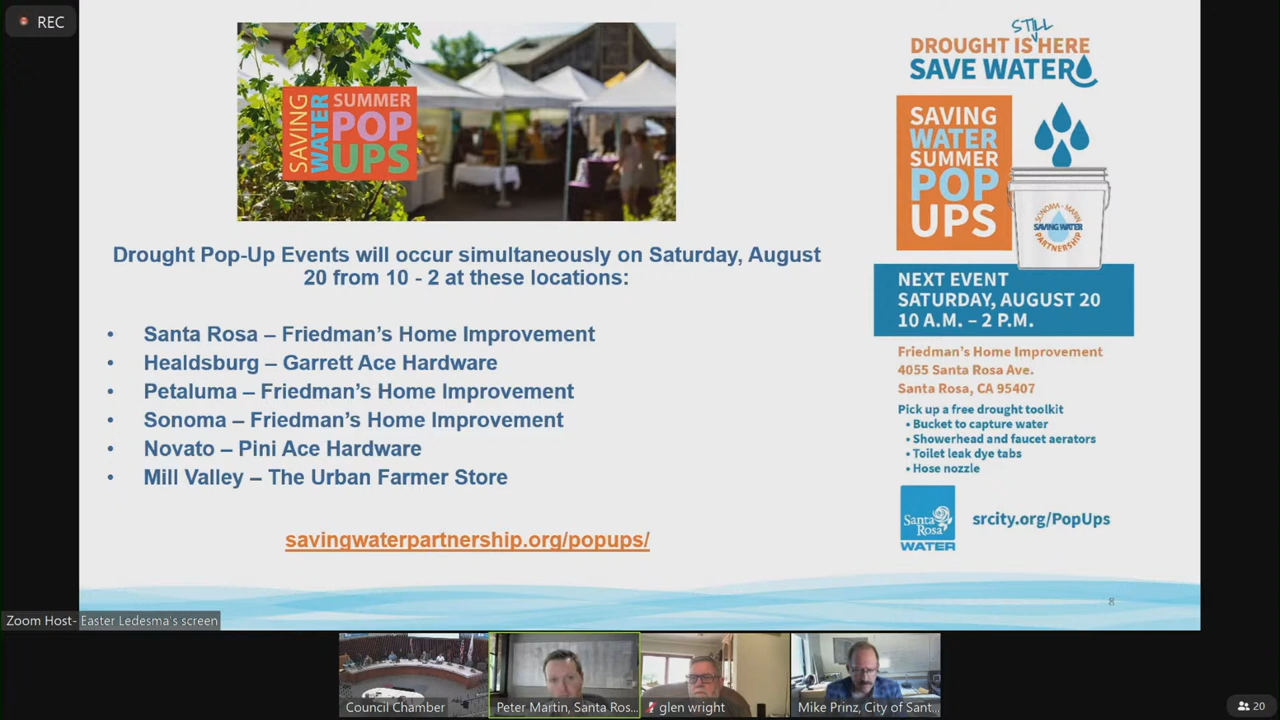 REC
SAVING
WATER
SUMMER
POP
UPS
Drought Pop-Up Events will occur simultaneously on Saturday, August
20 from 10 - 2 at these locations:
• Santa Rosa – Friedman's Home Improvement
• Healdsburg – Garrett Ace Hardware
• Petaluma – Friedman's Home Improvement
• Sonoma – Friedman's Home Improvement
• Novato – Pini Ace Hardware
• Mill Valley – The Urban Farmer Store
savingwaterpartnership.org/popups/
STILL
DROUGHT IS HERE
SAVE WATER
SAVING
WATER
SUMMER
POP
UPS
SONOMA - MARIN
SAVING WATER
PARTNERSHIP
NEXT EVENT
SATURDAY, AUGUST 20
10 A.M. – 2 P.M.
Friedman's Home Improvement
4055 Santa Rosa Ave.
Santa Rosa, CA 95407
Pick up a free drought toolkit
• Bucket to capture water
• Showerhead and faucet aerators
• Toilet leak dye tabs
• Hose nozzle
Santa
Rosa
WATER
srcity.org/PopUps
8
Zoom Host- Easter Ledesma's screen
Council Chamber
Peter Martin, Santa Ros...
glen wright
Mike Prinz, City of Sant...
20